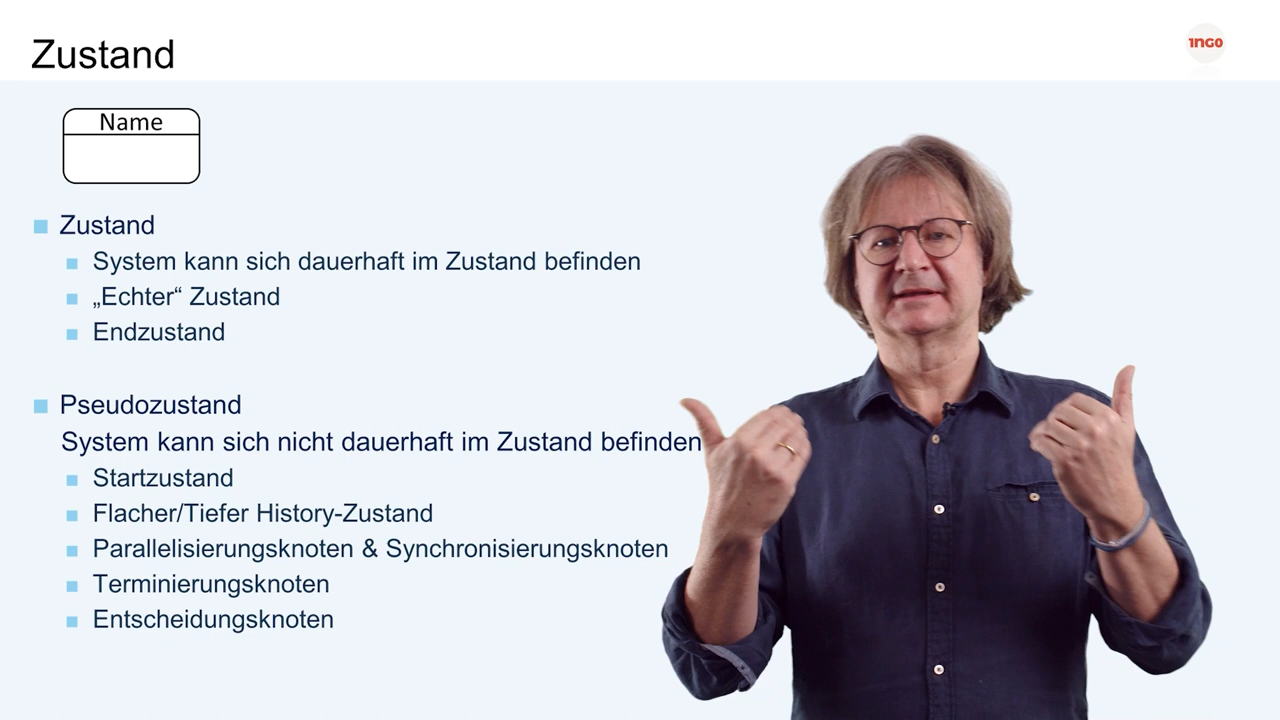 Zustand
1NGO
Name
Zustand
System kann sich dauerhaft im Zustand befinden
„Echter“ Zustand
Endzustand
Pseudozustand
System kann sich nicht dauerhaft im Zustand befinden
Startzustand
Flacher/Tiefer History-Zustand
Parallelisierungsknoten & Synchronisierungsknoten
Terminierungsknoten
Entscheidungsknoten